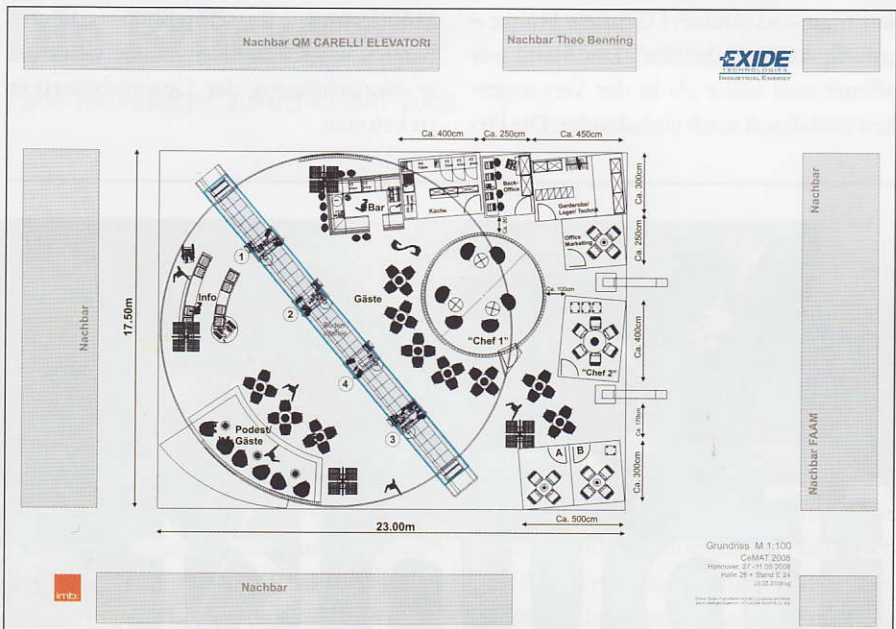 Nachbar QM CARELLI ELEVATORI
Nachbar Theo Benning
EXIDE
TECHNOLOGIES
INDUSTRIAL ENERGY
Ca. 400cm
Ca. 250cm
Ca. 450cm
Nachbar
17.50m
Bar
Küche
Back-
Office
Garderobe/
Lager/ Technik
Ca. 300cm
Nachbar
Office
Marketing
Ca. 250cm
1
Info
2
Gäste
Ca. 100cm
"Chef 1"
Ca. 400cm
4
"Chef 2"
3
Podest/
Gäste
A
B
Ca. 300cm
Nachbar FAAM
Ca. 500cm
23.00m
Grundriss M 1:100
CeMAT 2008
Hannover, 27.-31.05.2008
Halle 26 + Stand E 24
imb:
Nachbar